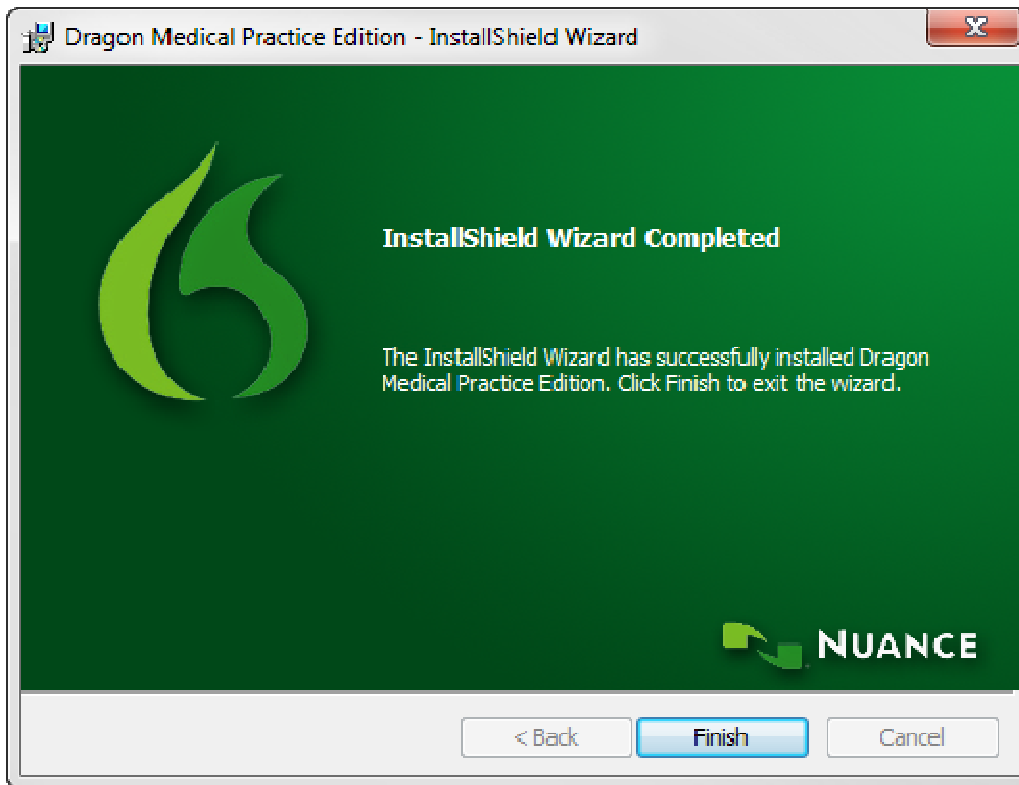 Dragon Medical Practice Edition - InstallShield Wizard
InstallShield Wizard Completed
The InstallShield Wizard has successfully installed Dragon
Medical Practice Edition. Click Finish to exit the wizard.
NUANCE
< Back
Finish
Cancel